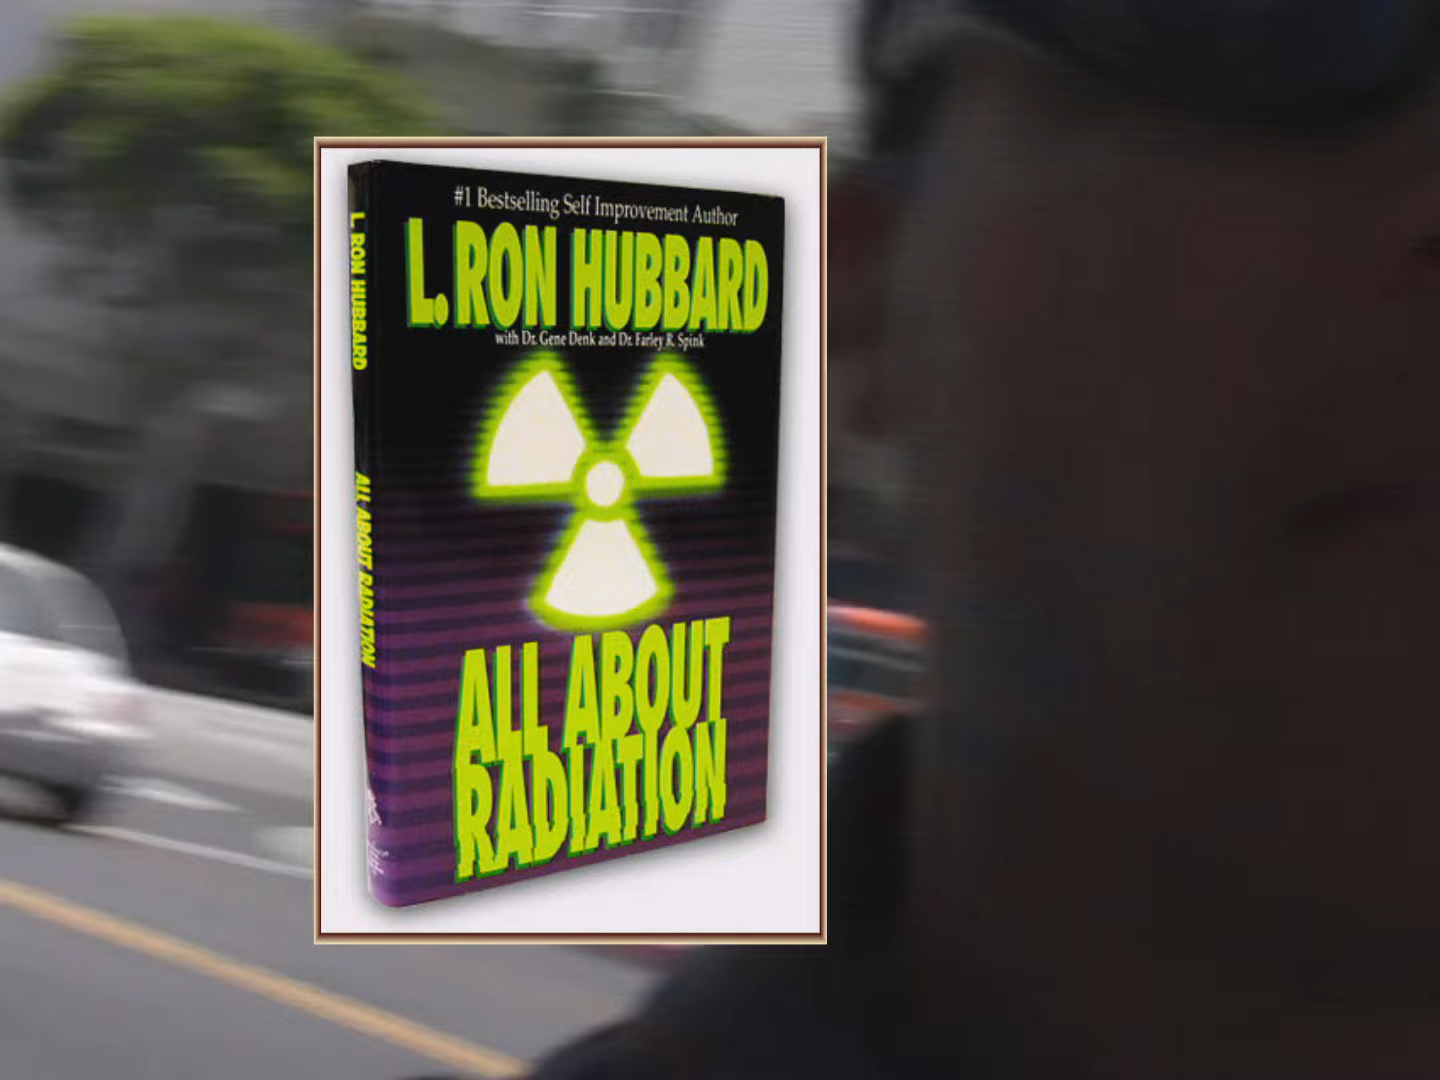 #1 Bestselling Self Improvement Author
L. RON HUBBARD
with Dr. Gene Denk and Dr. Farley R. Spink
ALL ABOUT
RADIATION
L. RON HUBBARD
ALL ABOUT RADIATION